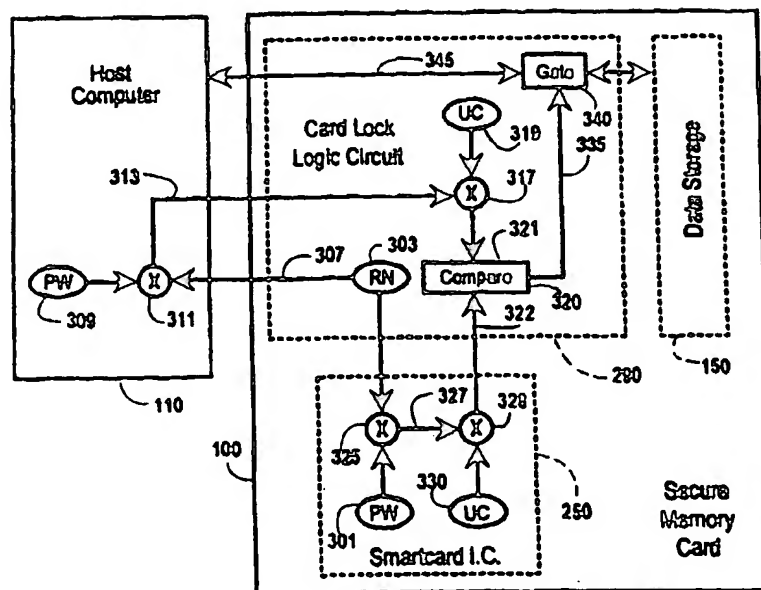 Host
Computer
345
Gate
340
UC
319
Card Lock
Logic Circuit
335
Data Storage
313
X
317
307
303
RN
321
Compare
320
322
PW
309
X
311
110
290
150
100
327
X
325
X
329
250
PW
301
330
UC
Smartcard I.C.
Secure
Memory
Card